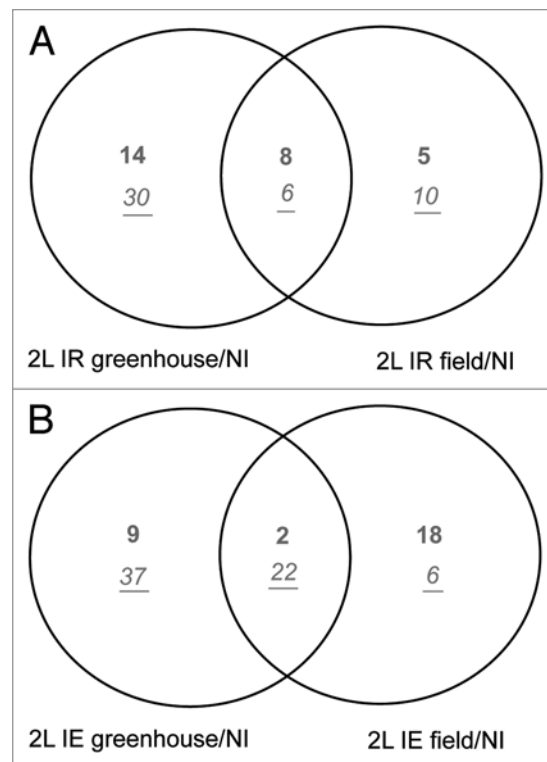 A
14 8 5
30 6 10
2L IR greenhouse/NI 2L IR field/NI
B
9 2 18
37 22 6
2L IE greenhouse/NI 2L IE field/NI